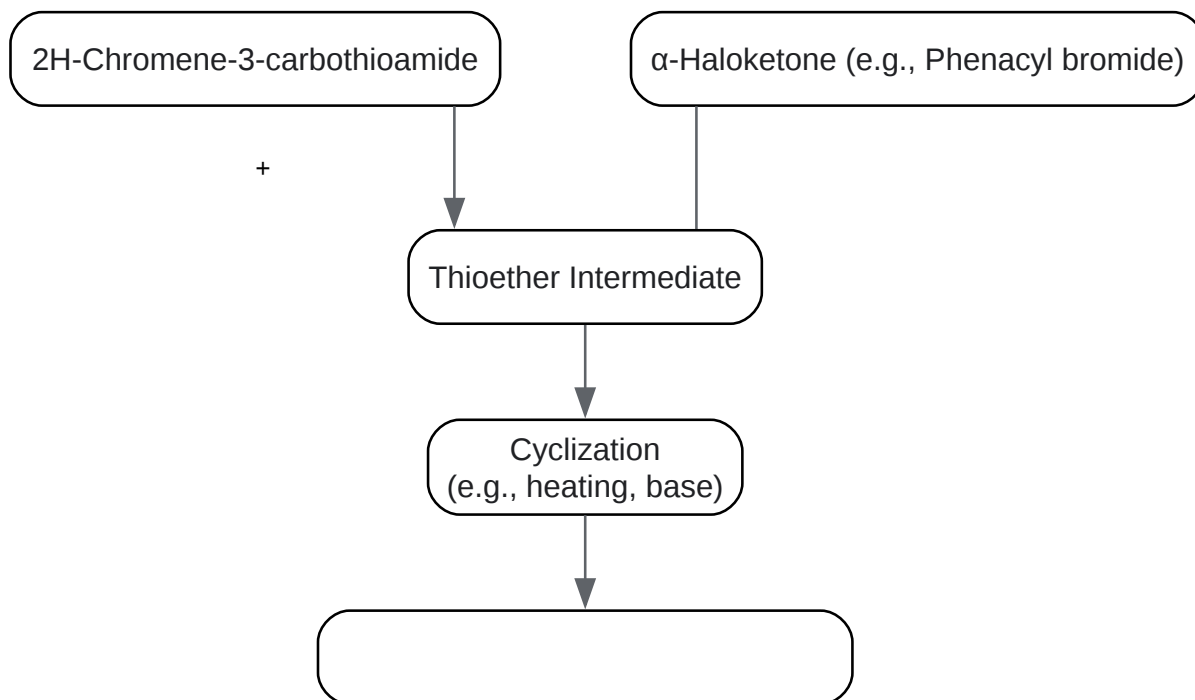 2H-Chromene-3-carbothioamide
α-Haloketone (e.g., Phenacyl bromide)
+
Thioether Intermediate
Cyclization
(e.g., heating, base)